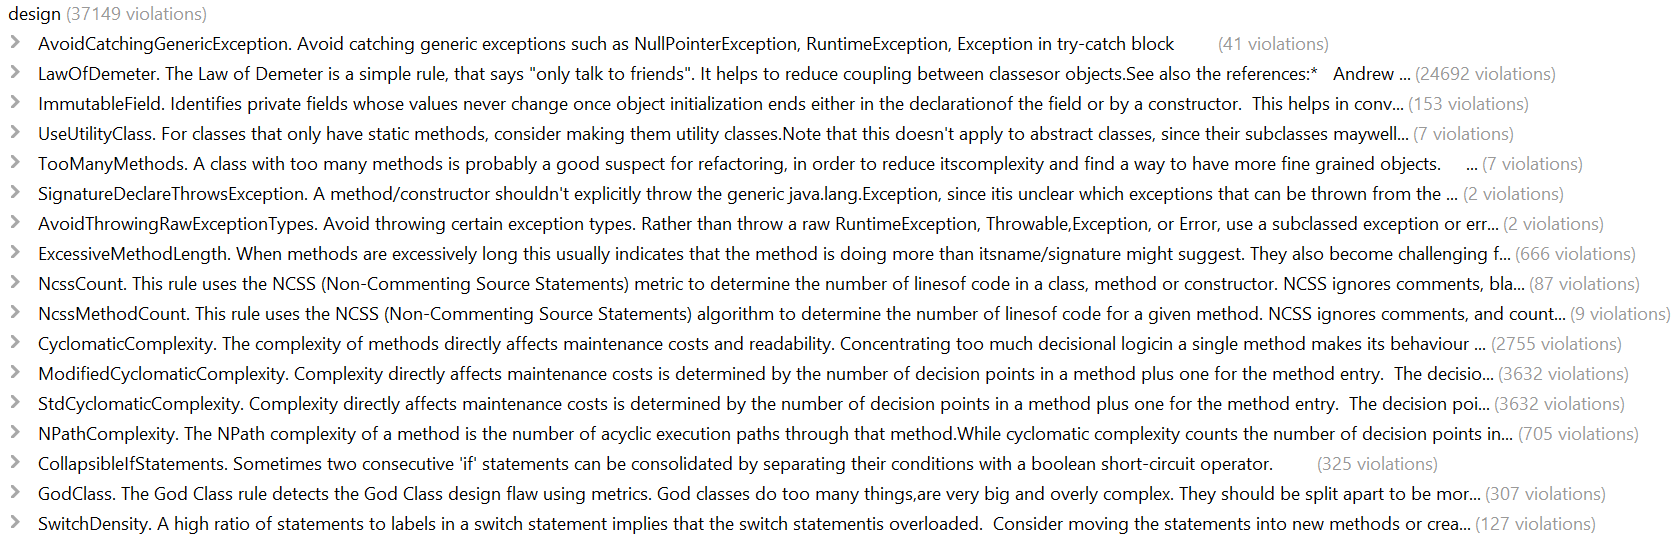 design (37149 violations)
AvoidCatchingGenericException. Avoid catching generic exceptions such as NullPointerException, RuntimeException, Exception in try-catch block (41 violations)
LawOfDemeter. The Law of Demeter is a simple rule, that says "only talk to friends". It helps to reduce coupling between classesor objects.See also the references:* Andrew ... (24692 violations)
ImmutableField. Identifies private fields whose values never change once object initialization ends either in the declarationof the field or by a constructor. This helps in conv... (153 violations)
UseUtilityClass. For classes that only have static methods, consider making them utility classes.Note that this doesn't apply to abstract classes, since their subclasses maywell... (7 violations)
TooManyMethods. A class with too many methods is probably a good suspect for refactoring, in order to reduce itscomplexity and find a way to have more fine grained objects. ... (7 violations)
SignatureDeclareThrowsException. A method/constructor shouldn't explicitly throw the generic java.lang.Exception, since itis unclear which exceptions that can be thrown from the ... (2 violations)
AvoidThrowingRawExceptionTypes. Avoid throwing certain exception types. Rather than throw a raw RuntimeException, Throwable,Exception, or Error, use a subclassed exception or err... (2 violations)
ExcessiveMethodLength. When methods are excessively long this usually indicates that the method is doing more than itsname/signature might suggest. They also become challenging f... (666 violations)
NcssCount. This rule uses the NCSS (Non-Commenting Source Statements) metric to determine the number of linesof code in a class, method or constructor. NCSS ignores comments, bla... (87 violations)
NcssMethodCount. This rule uses the NCSS (Non-Commenting Source Statements) algorithm to determine the number of linesof code for a given method. NCSS ignores comments, and count... (9 violations)
CyclomaticComplexity. The complexity of methods directly affects maintenance costs and readability. Concentrating too much decisional logicin a single method makes its behaviour ... (2755 violations)
ModifiedCyclomaticComplexity. Complexity directly affects maintenance costs is determined by the number of decision points in a method plus one for the method entry. The decisio... (3632 violations)
StdCyclomaticComplexity. Complexity directly affects maintenance costs is determined by the number of decision points in a method plus one for the method entry. The decision poi... (3632 violations)
NPathComplexity. The NPath complexity of a method is the number of acyclic execution paths through that method.While cyclomatic complexity counts the number of decision points in... (705 violations)
CollapsibleIfStatements. Sometimes two consecutive 'if' statements can be consolidated by separating their conditions with a boolean short-circuit operator. (325 violations)
GodClass. The God Class rule detects the God Class design flaw using metrics. God classes do too many things,are very big and overly complex. They should be split apart to be mor... (307 violations)
SwitchDensity. A high ratio of statements to labels in a switch statement implies that the switch statementis overloaded. Consider moving the statements into new methods or crea... (127 violations)